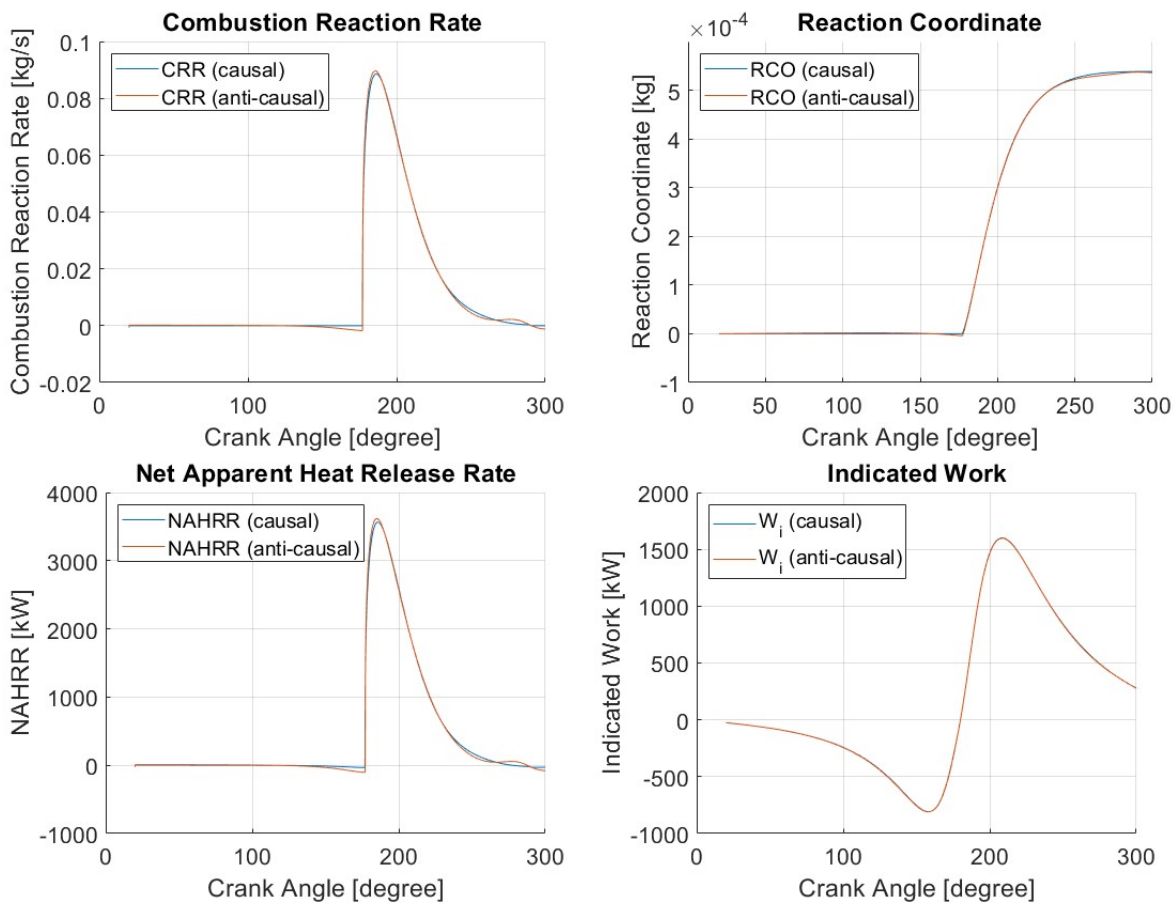 Combustion Reaction Rate
Combustion Reaction Rate [kg/s]
0.1
0.08
0.06
0.04
0.02
0
-0.02
CRR (causal)
CRR (anti-causal)
0 100 200 300
Crank Angle [degree]
Reaction Coordinate
×10⁻⁴
Reaction Coordinate [kg]
5
4
3
2
1
0
-1
RCO (causal)
RCO (anti-causal)
0 50 100 150 200 250 300
Crank Angle [degree]
Net Apparent Heat Release Rate
NAHRR [kW]
4000
3000
2000
1000
0
-1000
NAHRR (causal)
NAHRR (anti-causal)
0 100 200 300
Crank Angle [degree]
Indicated Work
Indicated Work [kW]
2000
1500
1000
500
0
-500
-1000
W_i (causal)
W_i (anti-causal)
0 100 200 300
Crank Angle [degree]